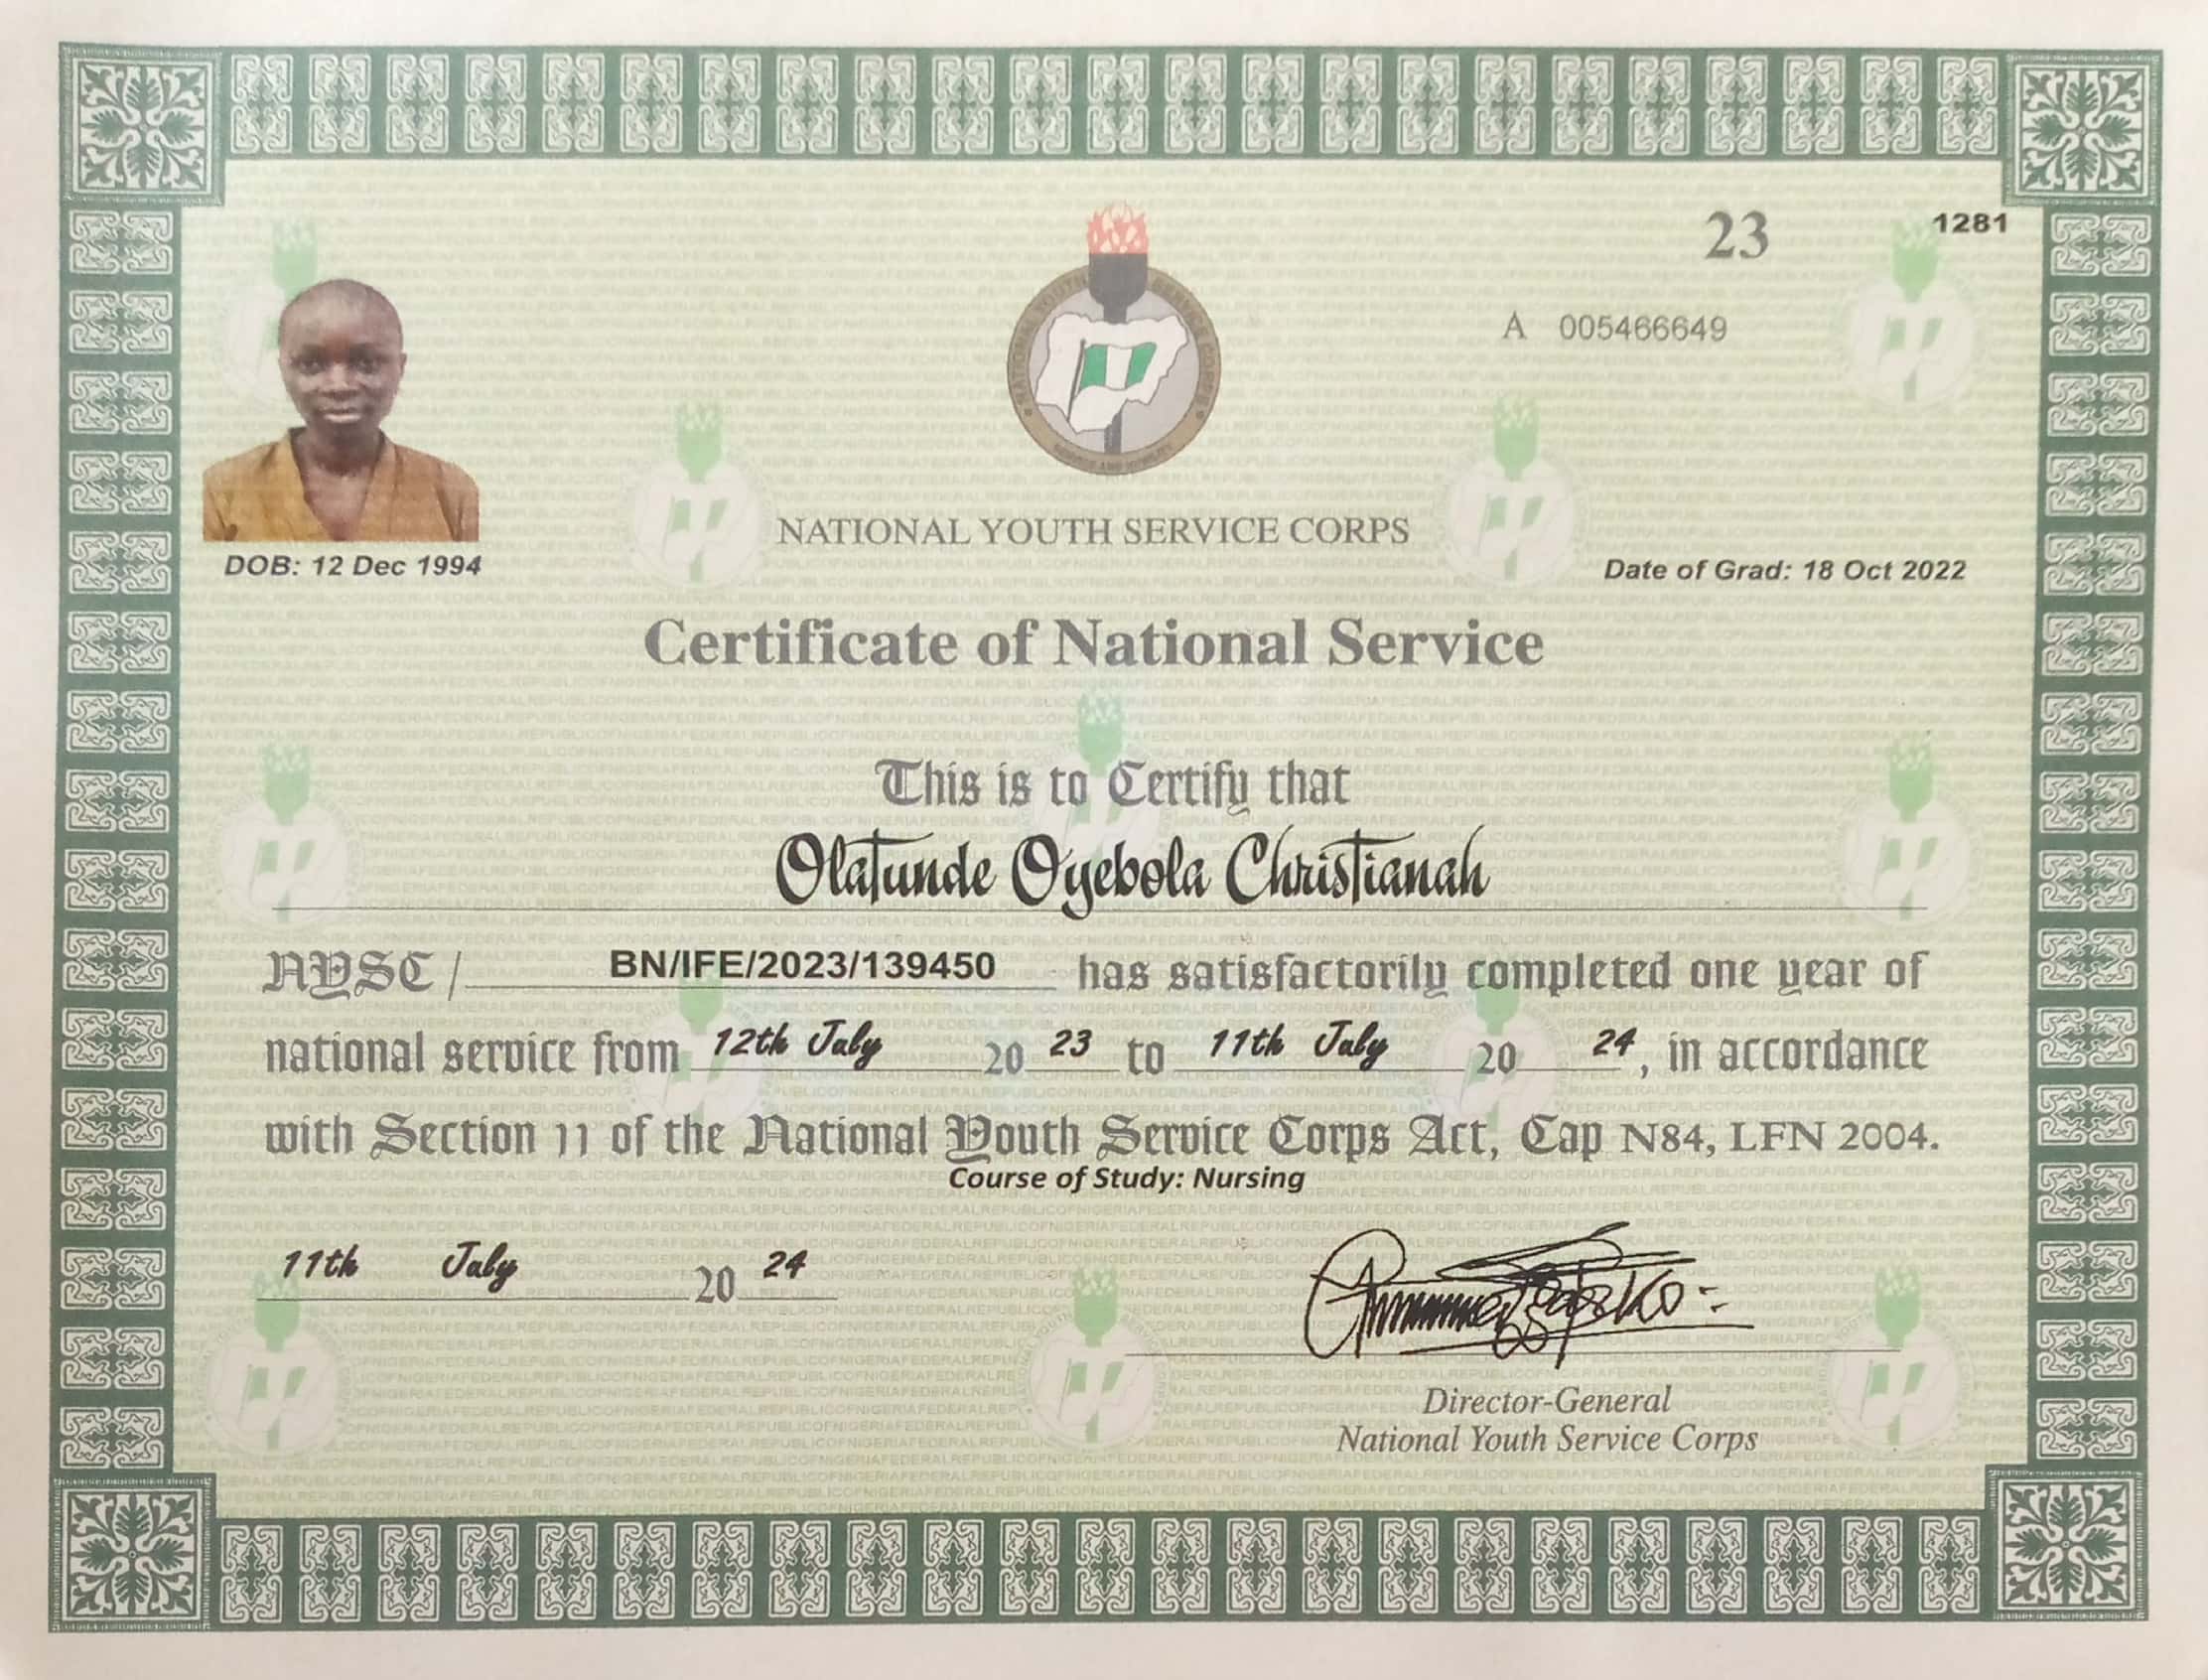 23
1281
A 005466649
NATIONAL YOUTH SERVICE CORPS
DOB: 12 Dec 1994
Date of Grad: 18 Oct 2022
Certificate of National Service
This is to Certify that
Olatunde Oyebola Christianah
NYSC / BN/IFE/2023/139450 has satisfactorily completed one year of
national service from 12th July 20 23 to 11th July 20 24, in accordance
with Section 11 of the National Youth Service Corps Act, Cap N84, LFN 2004.
Course of Study: Nursing
11th July 20 24
Director-General
National Youth Service Corps